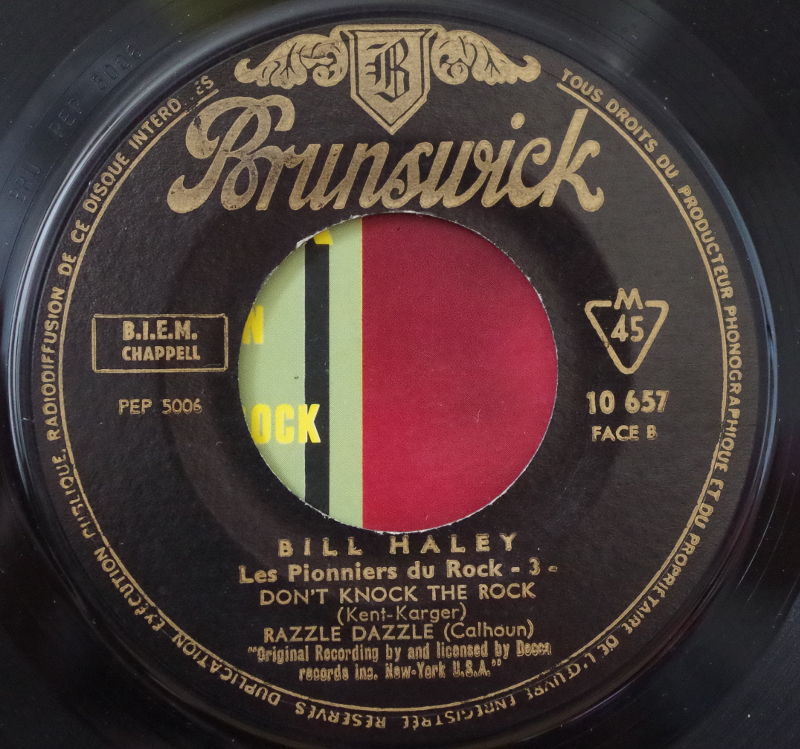 B
Brunswick
TOUS DROITS DU PRODUCTEUR PHONOGRAPHIQUE ET DU PROPRIÉTAIRE DE L'ŒUVRE ENREGISTRÉE RÉSERVÉS DUPLICATION EXÉCUTION PUBLIQUE, RADIODIFFUSION DE CE DISQUE
B.I.E.M.
CHAPPELL
PEP 5006
M
45
10 657
FACE B
OCK
BILL HALEY
Les Pionniers du Rock - 3 -
DON'T KNOCK THE ROCK
(Kent-Karger)
RAZZLE DAZZLE (Calhoun)
"Original Recording by and licensed by Decca
records inc. New-York U.S.A."